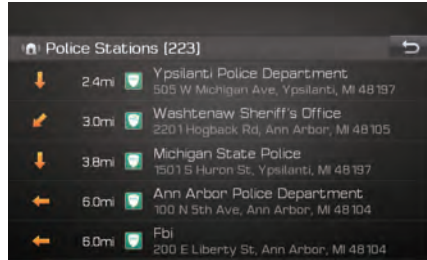 Police Stations (223)
2.4mi Ypsilanti Police Department
505 W Michigan Ave, Ypsilanti, MI 48197
3.0mi Washtenaw Sheriff's Office
2201 Hogback Rd, Ann Arbor, MI 48105
3.8mi Michigan State Police
1501 S Huron St, Ypsilanti, MI 48197
6.0mi Ann Arbor Police Department
100 N 5th Ave, Ann Arbor, MI 48104
6.0mi Fbi
200 E Liberty St, Ann Arbor, MI 48104